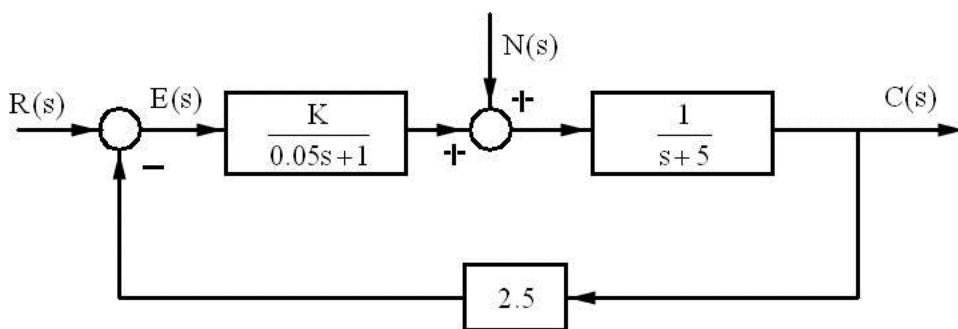 N(s)
R(s)
E(s)
K
0.05s+1
+
+
1
s+5
C(s)
−
2.5